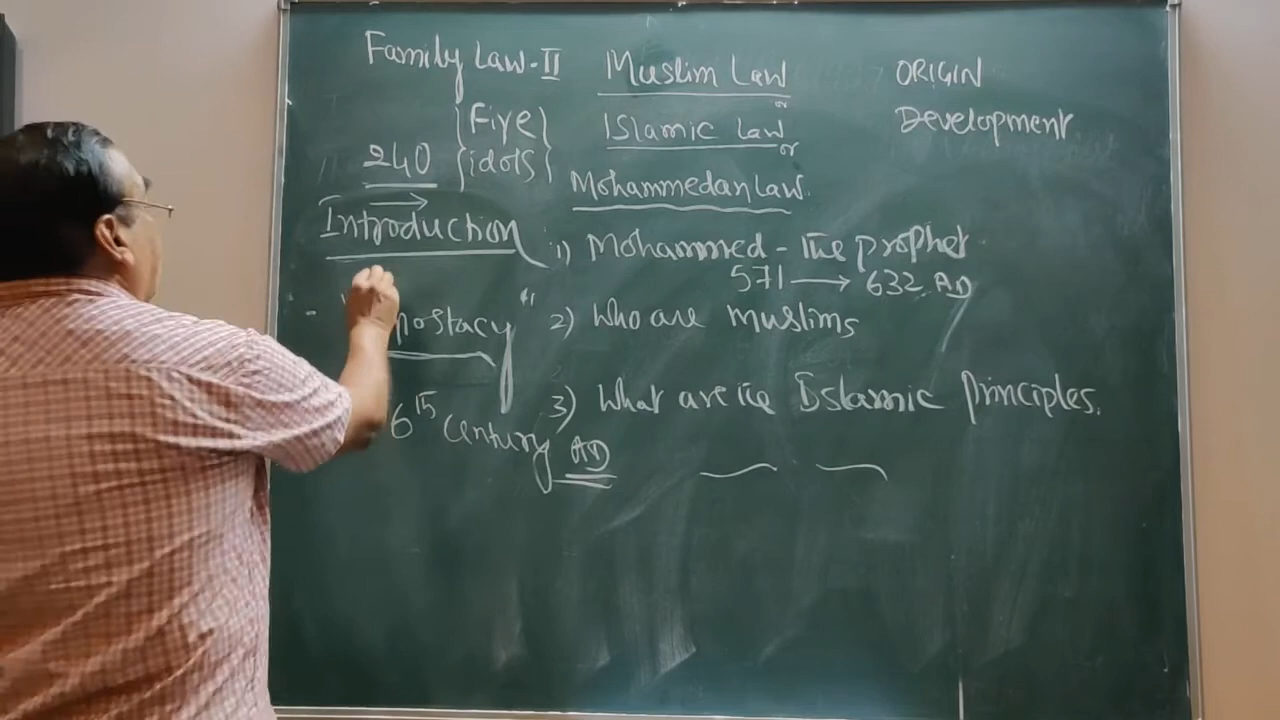 Family Law-II
{Five
idols}
240
Introduction
"Apostacy"
6th Century AD
Muslim Law
or
Islamic Law
or
Mohammedan Law.
ORIGIN
Development
1) Mohammed - The prophet
571 → 632 AD
2) Who are muslims
3) What are the Islamic Principles.